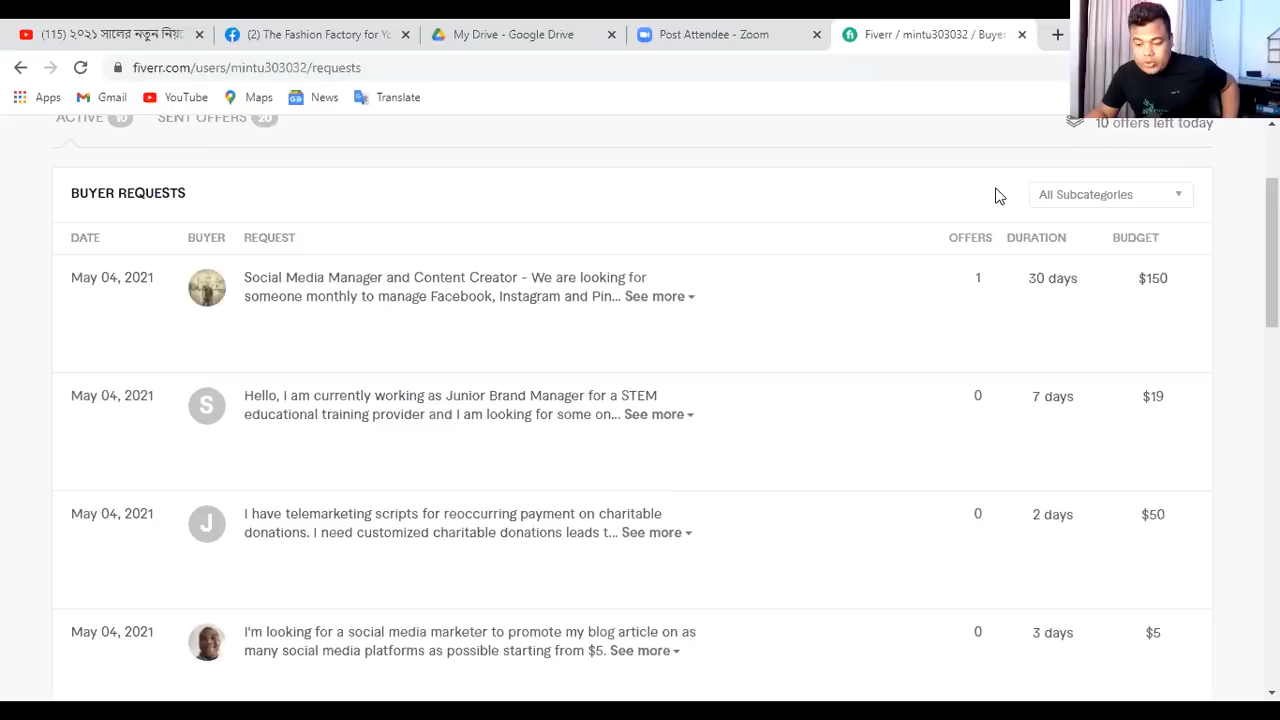 (115) ২০২১ সালের নতুন নিয়
(2) The Fashion Factory for Yo
My Drive - Google Drive
Post Attendee - Zoom
Fiverr / mintu303032 / Buyer
fiverr.com/users/mintu303032/requests
Apps
Gmail
YouTube
Maps
News
Translate
ACTIVE 10
SENT OFFERS 20
10 offers left today
BUYER REQUESTS
All Subcategories
DATE BUYER REQUEST OFFERS DURATION BUDGET
May 04, 2021
Social Media Manager and Content Creator - We are looking for
someone monthly to manage Facebook, Instagram and Pin... See more
1 30 days $150
May 04, 2021
S
Hello, I am currently working as Junior Brand Manager for a STEM
educational training provider and I am looking for some on... See more
0 7 days $19
May 04, 2021
J
I have telemarketing scripts for reoccurring payment on charitable
donations. I need customized charitable donations leads t... See more
0 2 days $50
May 04, 2021
I'm looking for a social media marketer to promote my blog article on as
many social media platforms as possible starting from $5. See more
0 3 days $5